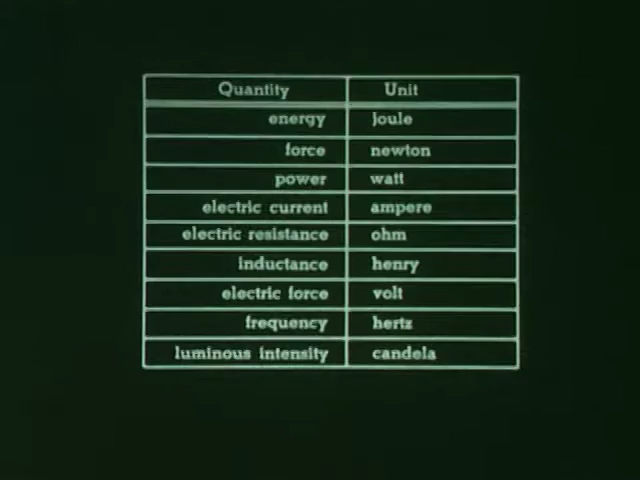 Quantity Unit
energy joule
force newton
power watt
electric current ampere
electric resistance ohm
inductance henry
electric force volt
frequency hertz
luminous intensity candela